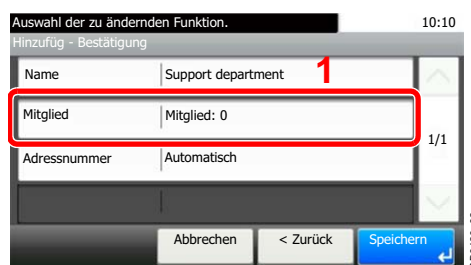 Auswahl der zu ändernden Funktion. 10:10
Hinzufüg - Bestätigung
Name Support department 1
Mitglied Mitglied: 0
1/1
Adressnummer Automatisch
Abbrechen < Zurück Speichern